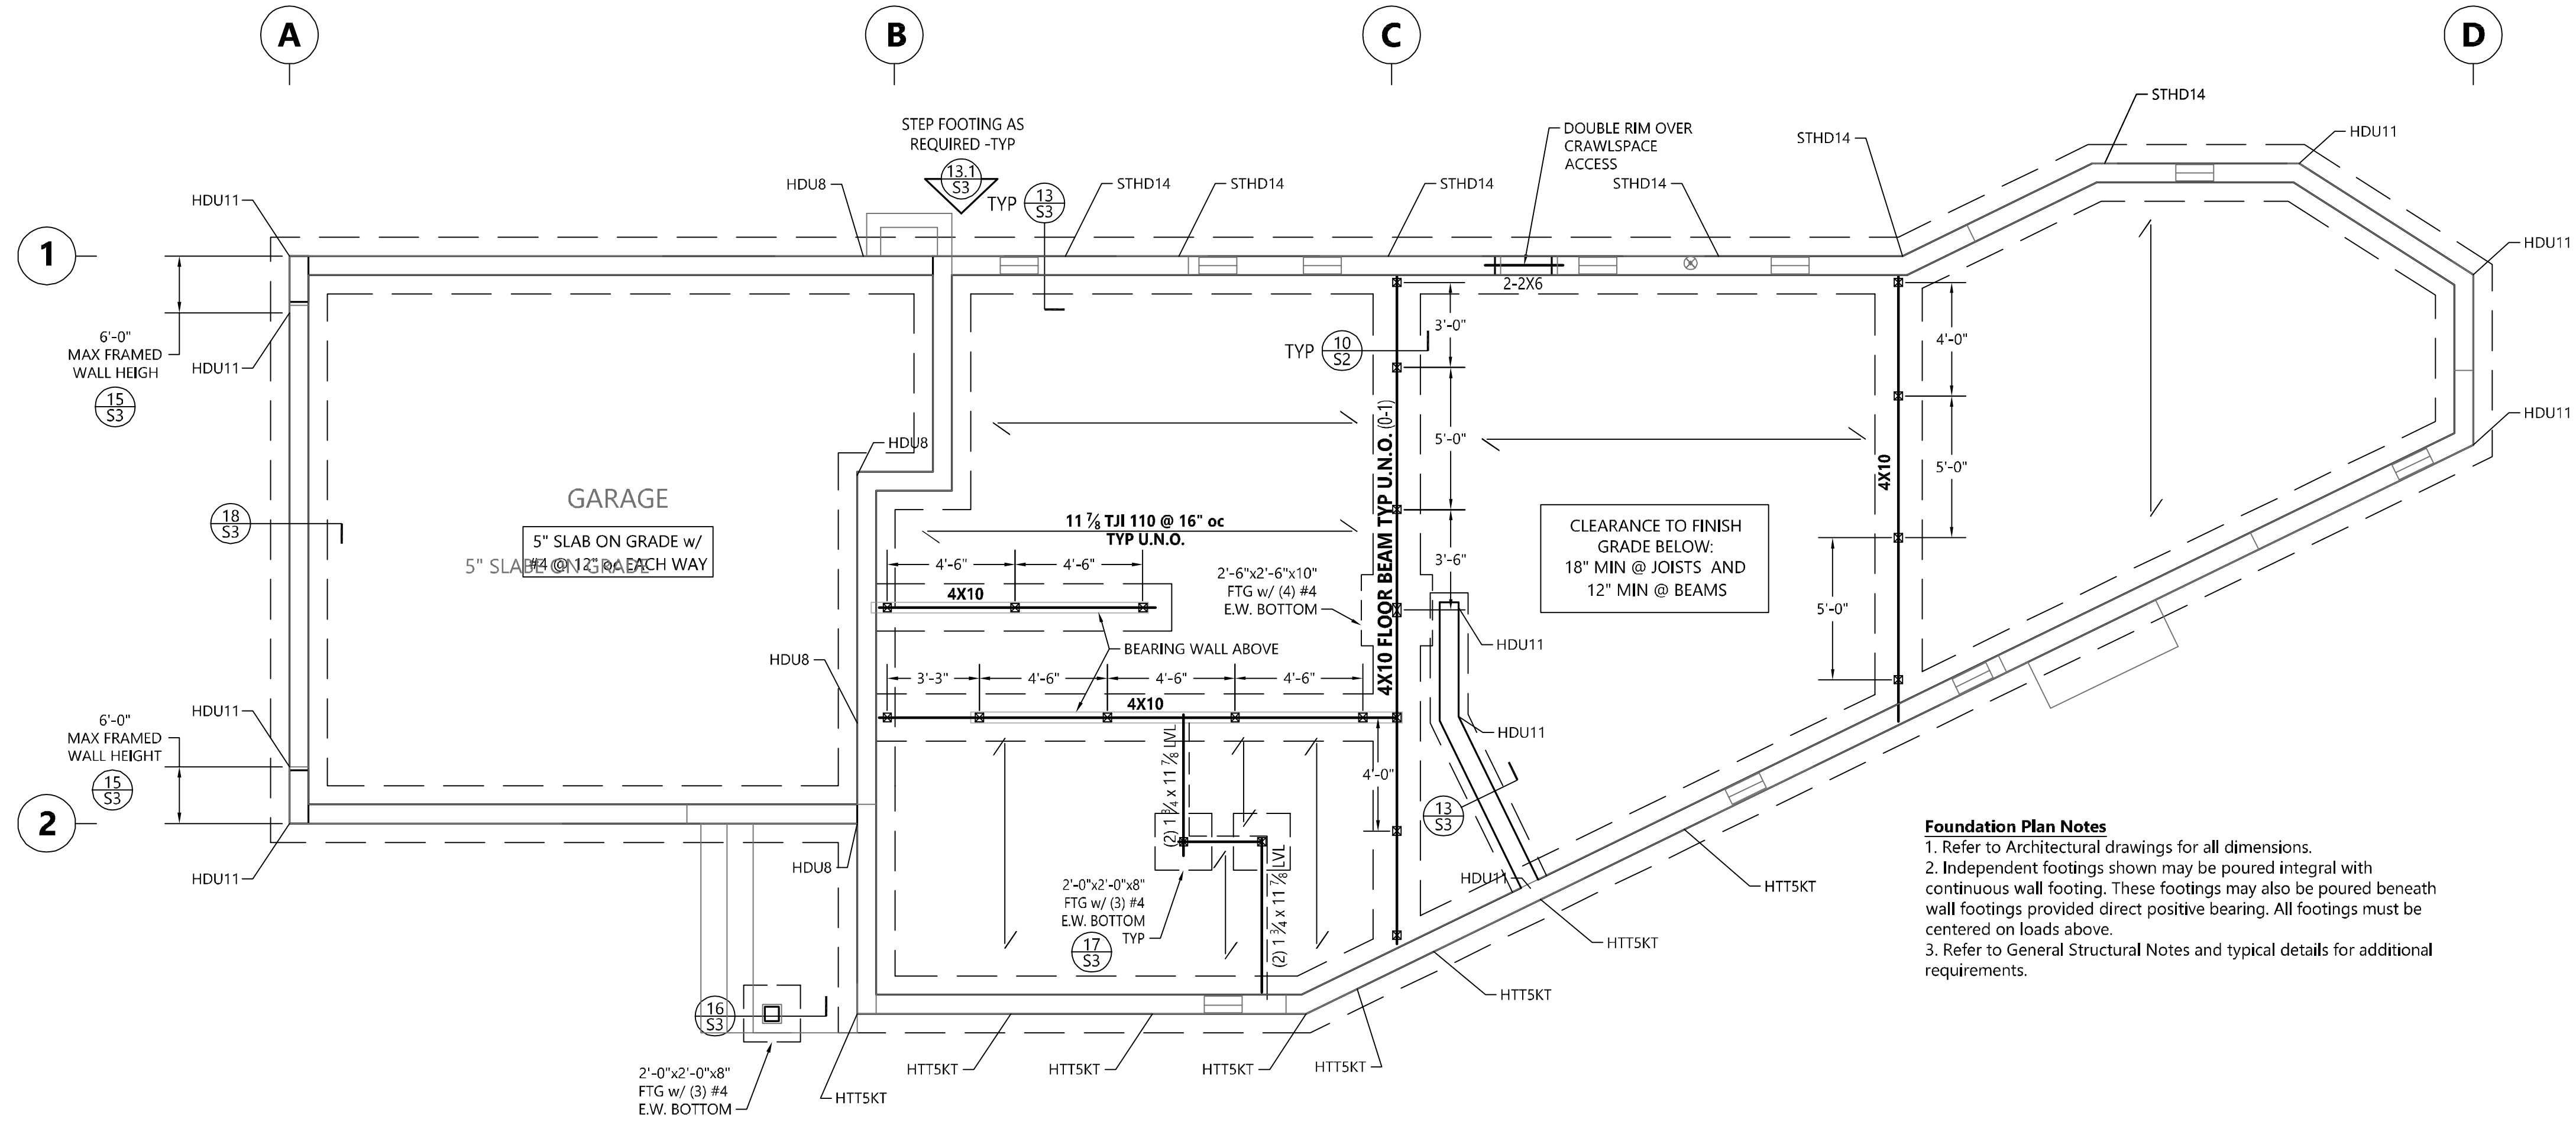 A
B
C
D
STHD14
STEP FOOTING AS
REQUIRED -TYP
13.1
S3
DOUBLE RIM OVER
CRAWLSPACE
ACCESS
STHD14
HDU11
HDU8
TYP
13
S3
STHD14
STHD14
STHD14
STHD14
HDU11
1
HDU11
2-2X6
6'-0"
MAX FRAMED
WALL HEIGH
15
S3
HDU11
TYP
10
S2
3'-0"
5'-0"
3'-6"
4'-0"
5'-0"
5'-0"
4X10
HDU11
HDU8
4X10 FLOOR BEAM TYP U.N.O. (0-1)
18
S3
GARAGE
5" SLAB ON GRADE w/
#4 @ 12" oc EACH WAY
5" SLABE ON GRADE
11 ⅞ TJI 110 @ 16" oc
TYP U.N.O.
4'-6"
4'-6"
4X10
2'-6"x2'-6"x10"
FTG w/ (4) #4
E.W. BOTTOM
CLEARANCE TO FINISH
GRADE BELOW:
18" MIN @ JOISTS AND
12" MIN @ BEAMS
HDU8
BEARING WALL ABOVE
HDU11
3'-3"
4'-6"
4'-6"
4'-6"
4X10
HDU11
6'-0"
MAX FRAMED
WALL HEIGHT
15
S3
HDU11
(2) 1 ¾ x 11 ⅞ LVL
4'-0"
13
S3
2
HDU11
HDU8
2'-0"x2'-0"x8"
FTG w/ (3) #4
E.W. BOTTOM
TYP
17
S3
(2) 1 ¾ x 11 ⅞ LVL
HDU11
HTT5KT
HTT5KT
HTT5KT
16
S3
2'-0"x2'-0"x8"
FTG w/ (3) #4
E.W. BOTTOM
HTT5KT
HTT5KT
HTT5KT
HTT5KT
HTT5KT
Foundation Plan Notes
1. Refer to Architectural drawings for all dimensions.
2. Independent footings shown may be poured integral with
continuous wall footing. These footings may also be poured beneath
wall footings provided direct positive bearing. All footings must be
centered on loads above.
3. Refer to General Structural Notes and typical details for additional
requirements.